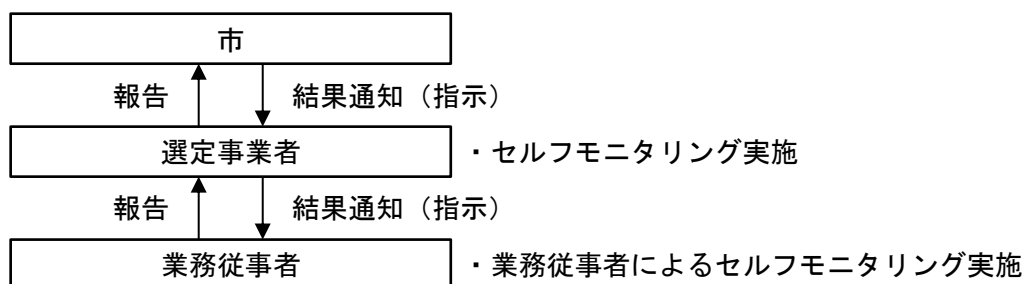 市
報告 結果通知（指示）
選定事業者 ・セルフモニタリング実施
報告 結果通知（指示）
業務従事者 ・業務従事者によるセルフモニタリング実施